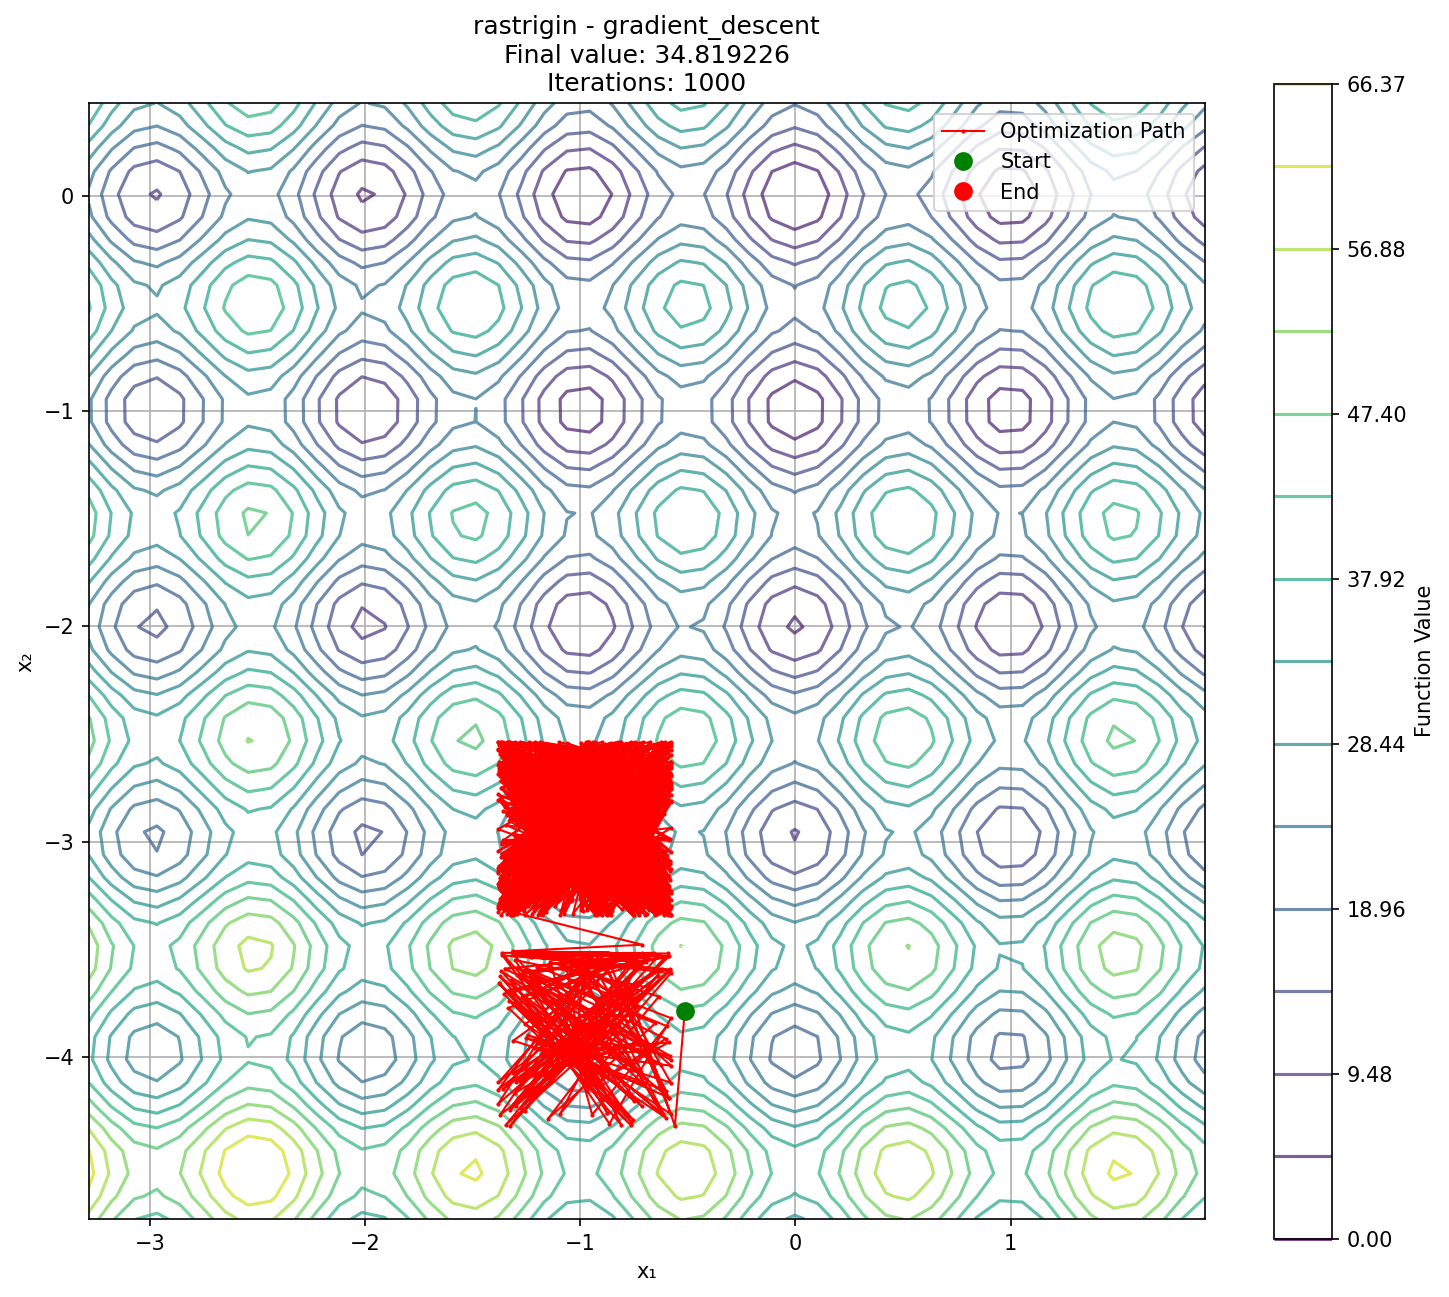 rastrigin - gradient_descent
Final value: 34.819226
Iterations: 1000
Optimization Path
Start
End
0
−1
−2
−3
−4
x₂
−3
−2
−1
0
1
x₁
66.37
56.88
47.40
37.92
28.44
18.96
9.48
0.00
Function Value